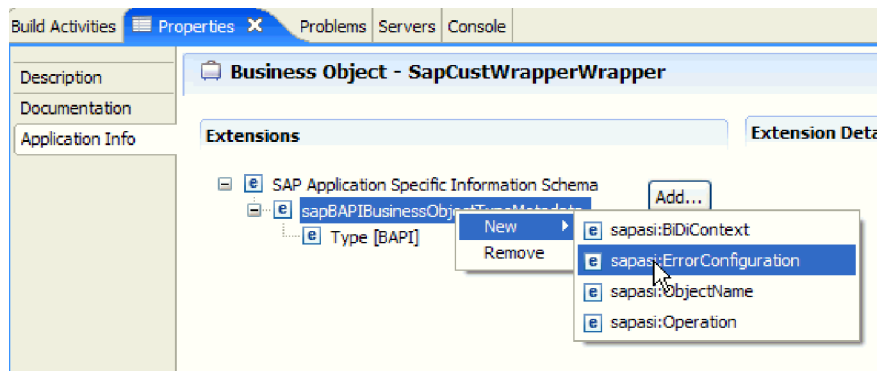 Build Activities Properties Problems Servers Console
Description
Documentation
Application Info
Business Object - SapCustWrapperWrapper
Extensions
Extension Deta
SAP Application Specific Information Schema
sapBAPIBusinessObjectTypeMetadata
Type [BAPI]
Add...
New
Remove
sapasi:BiDiContext
sapasi:ErrorConfiguration
sapasi:ObjectName
sapasi:Operation